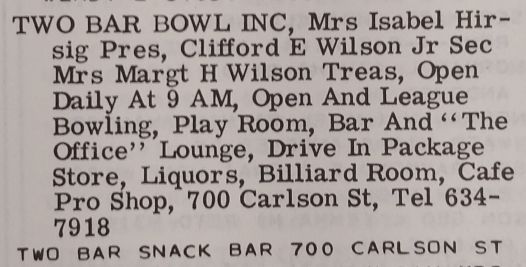 TWO BAR BOWL INC, Mrs Isabel Hir-
sig Pres, Clifford E Wilson Jr Sec
Mrs Margt H Wilson Treas, Open
Daily At 9 AM, Open And League
Bowling, Play Room, Bar And "The
Office" Lounge, Drive In Package
Store, Liquors, Billiard Room, Cafe
Pro Shop, 700 Carlson St, Tel 634-
7918
TWO BAR SNACK BAR 700 CARLSON ST